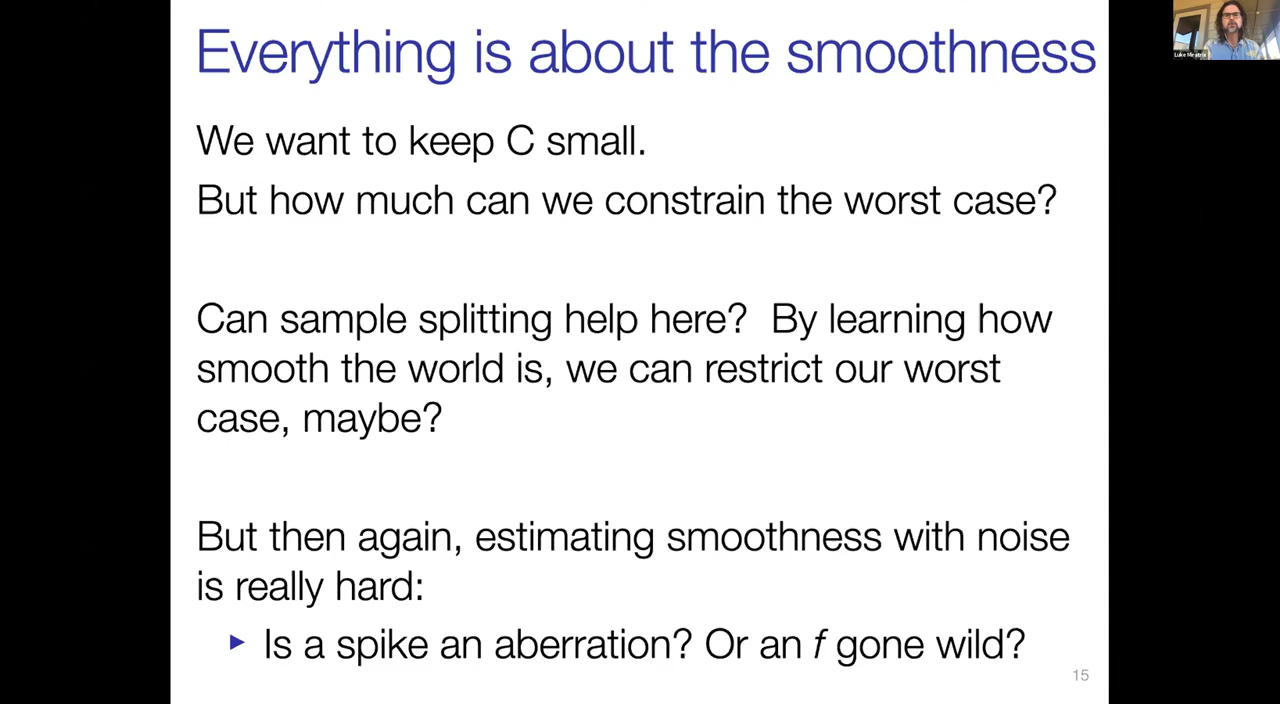 Everything is about the smoothness
We want to keep C small.
But how much can we constrain the worst case?
Can sample splitting help here? By learning how
smooth the world is, we can restrict our worst
case, maybe?
But then again, estimating smoothness with noise
is really hard:
▸ Is a spike an aberration? Or an f gone wild?
15
Luke